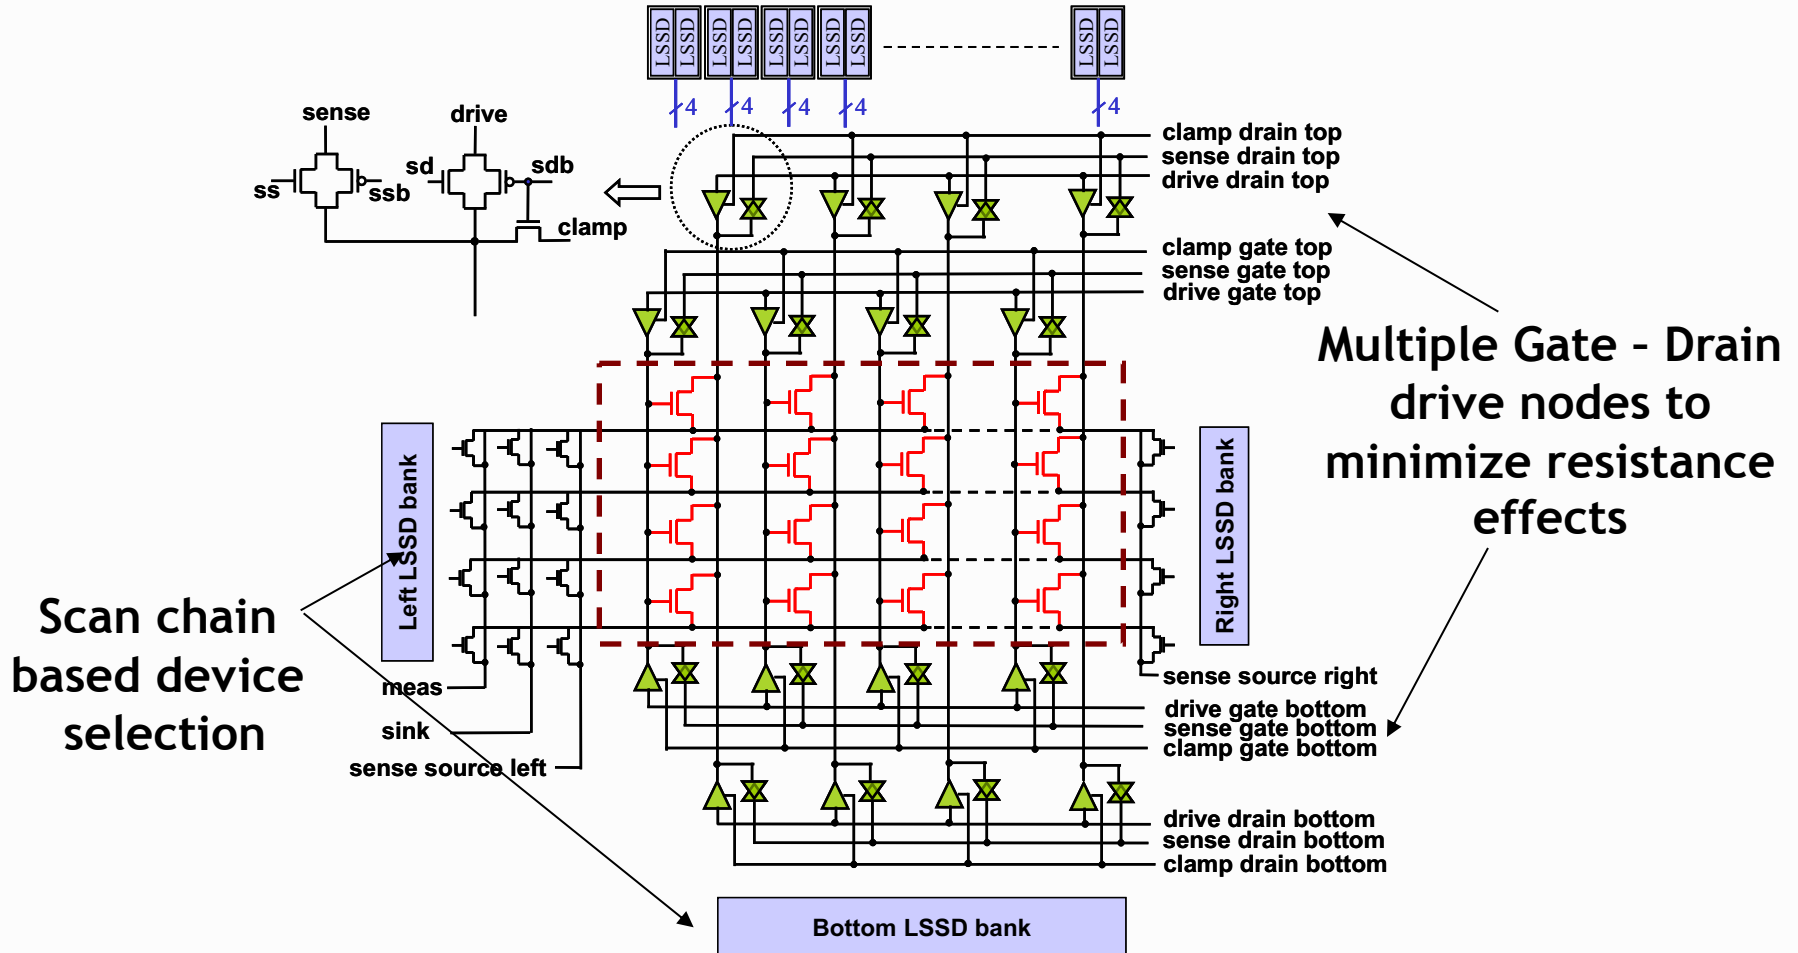 LSSD LSSD LSSD LSSD LSSD LSSD LSSD LSSD LSSD LSSD
4 4 4 4 4
sense drive
sd sdb
ss ssb
clamp
clamp drain top
sense drain top
drive drain top
clamp gate top
sense gate top
drive gate top
Multiple Gate – Drain
drive nodes to
minimize resistance
effects
Left LSSD bank
Right LSSD bank
Scan chain
based device
selection
meas
sink
sense source left
sense source right
drive gate bottom
sense gate bottom
clamp gate bottom
drive drain bottom
sense drain bottom
clamp drain bottom
Bottom LSSD bank